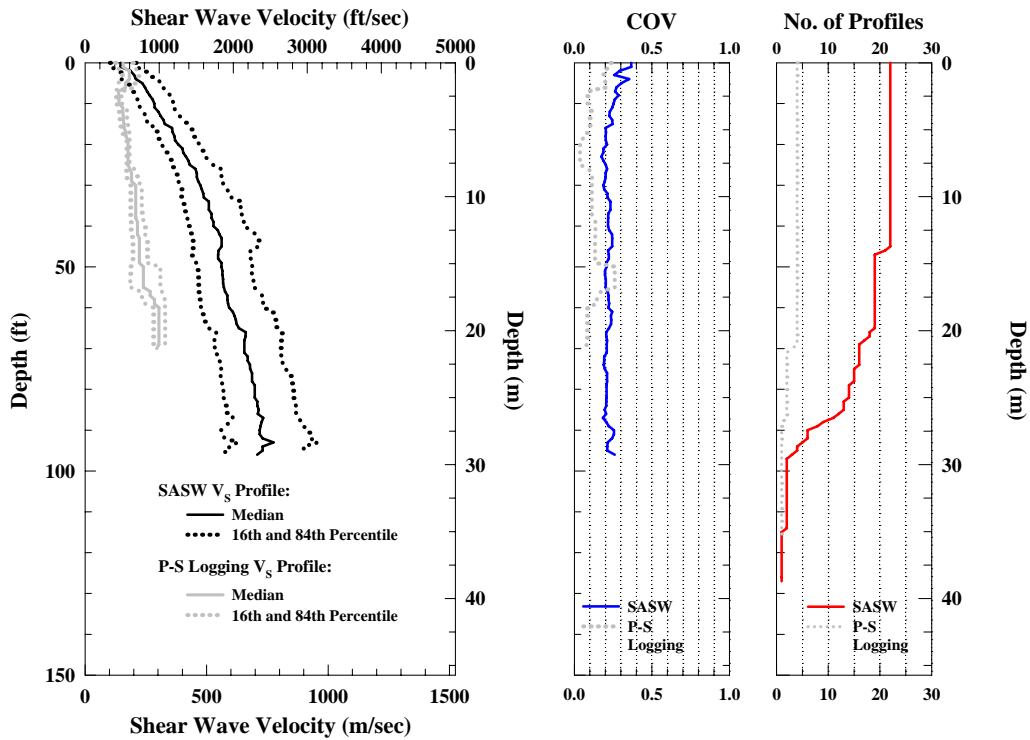 Shear Wave Velocity (ft/sec)
0 1000 2000 3000 4000 5000
0
50
100
150
Depth (ft)
0
10
20
30
40
Depth (m)
SASW VS Profile:
Median
16th and 84th Percentile
P-S Logging VS Profile:
Median
16th and 84th Percentile
0 500 1000 1500
Shear Wave Velocity (m/sec)
COV
0.0 0.5 1.0
SASW
P-S
Logging
0.0 0.5 1.0
No. of Profiles
0 10 20 30
0
10
20
30
40
Depth (m)
SASW
P-S
Logging
0 10 20 30